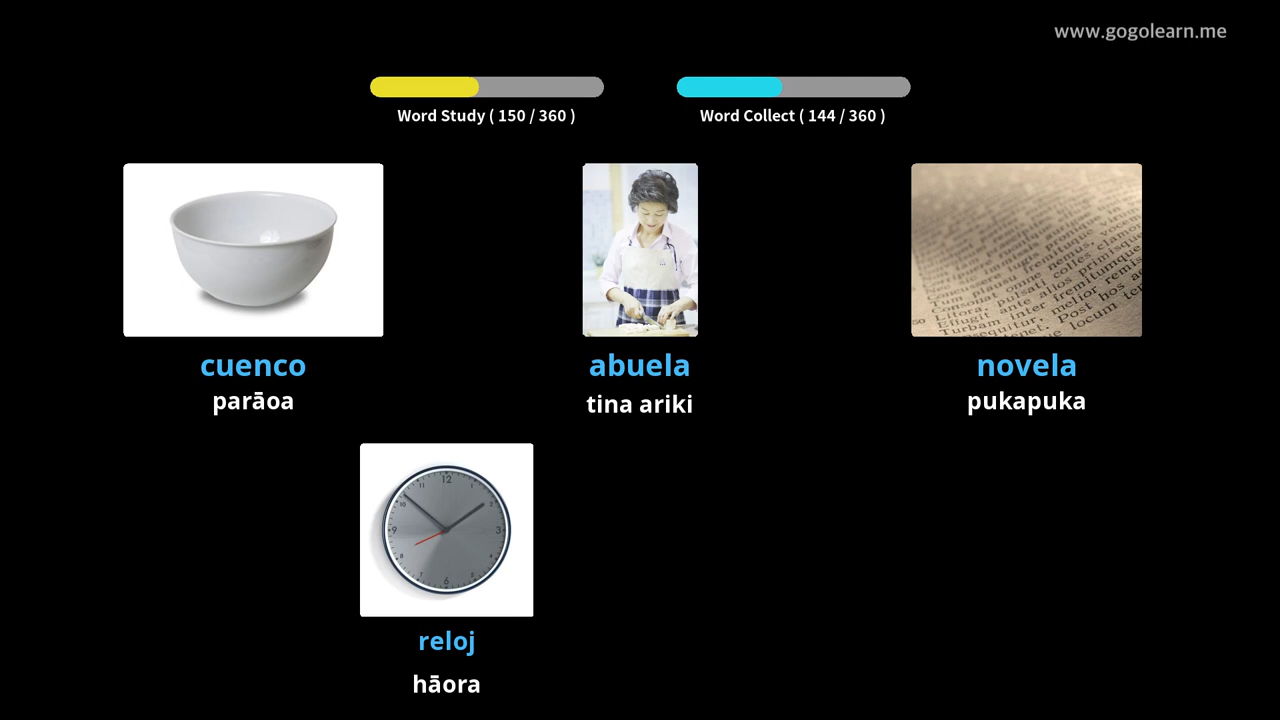 www.gogolearn.me
Word Study ( 150 / 360 )
Word Collect ( 144 / 360 )
cuenco
parāoa
abuela
tina ariki
novela
pukapuka
reloj
hāora